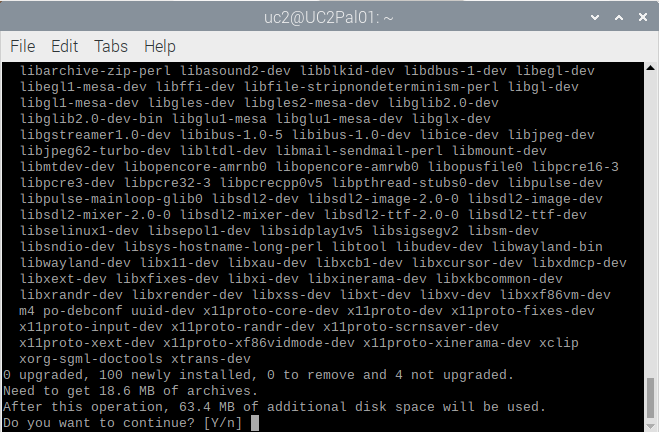 uc2@UC2Pal01: ~
File Edit Tabs Help
libarchive-zip-perl libasound2-dev libblkid-dev libdbus-1-dev libegl-dev
libegl1-mesa-dev libffi-dev libfile-stripnondeterminism-perl libgl-dev
libgl1-mesa-dev libgles-dev libgles2-mesa-dev libglib2.0-dev
libglib2.0-dev-bin libglu1-mesa libglu1-mesa-dev libglx-dev
libgstreamer1.0-dev libibus-1.0-5 libibus-1.0-dev libice-dev libjpeg-dev
libjpeg62-turbo-dev libltdl-dev libmail-sendmail-perl libmount-dev
libmtdev-dev libopencore-amrnb0 libopencore-amrwb0 libopusfile0 libpcre16-3
libpcre3-dev libpcre32-3 libpcrecpp0v5 libpthread-stubs0-dev libpulse-dev
libpulse-mainloop-glib0 libsdl2-dev libsdl2-image-2.0-0 libsdl2-image-dev
libsdl2-mixer-2.0-0 libsdl2-mixer-dev libsdl2-ttf-2.0-0 libsdl2-ttf-dev
libselinux1-dev libsepol1-dev libsidplay1v5 libsigsegv2 libsm-dev
libsndio-dev libsys-hostname-long-perl libtool libudev-dev libwayland-bin
libwayland-dev libx11-dev libxau-dev libxcb1-dev libxcursor-dev libxdmcp-dev
libxext-dev libxfixes-dev libxi-dev libxinerama-dev libxkbcommon-dev
libxrandr-dev libxrender-dev libxss-dev libxt-dev libxv-dev libxxf86vm-dev
m4 po-debconf uuid-dev x11proto-core-dev x11proto-dev x11proto-fixes-dev
x11proto-input-dev x11proto-randr-dev x11proto-scrnsaver-dev
x11proto-xext-dev x11proto-xf86vidmode-dev x11proto-xinerama-dev xclip
xorg-sgml-doctools xtrans-dev
0 upgraded, 100 newly installed, 0 to remove and 4 not upgraded.
Need to get 18.6 MB of archives.
After this operation, 63.4 MB of additional disk space will be used.
Do you want to continue? [Y/n]